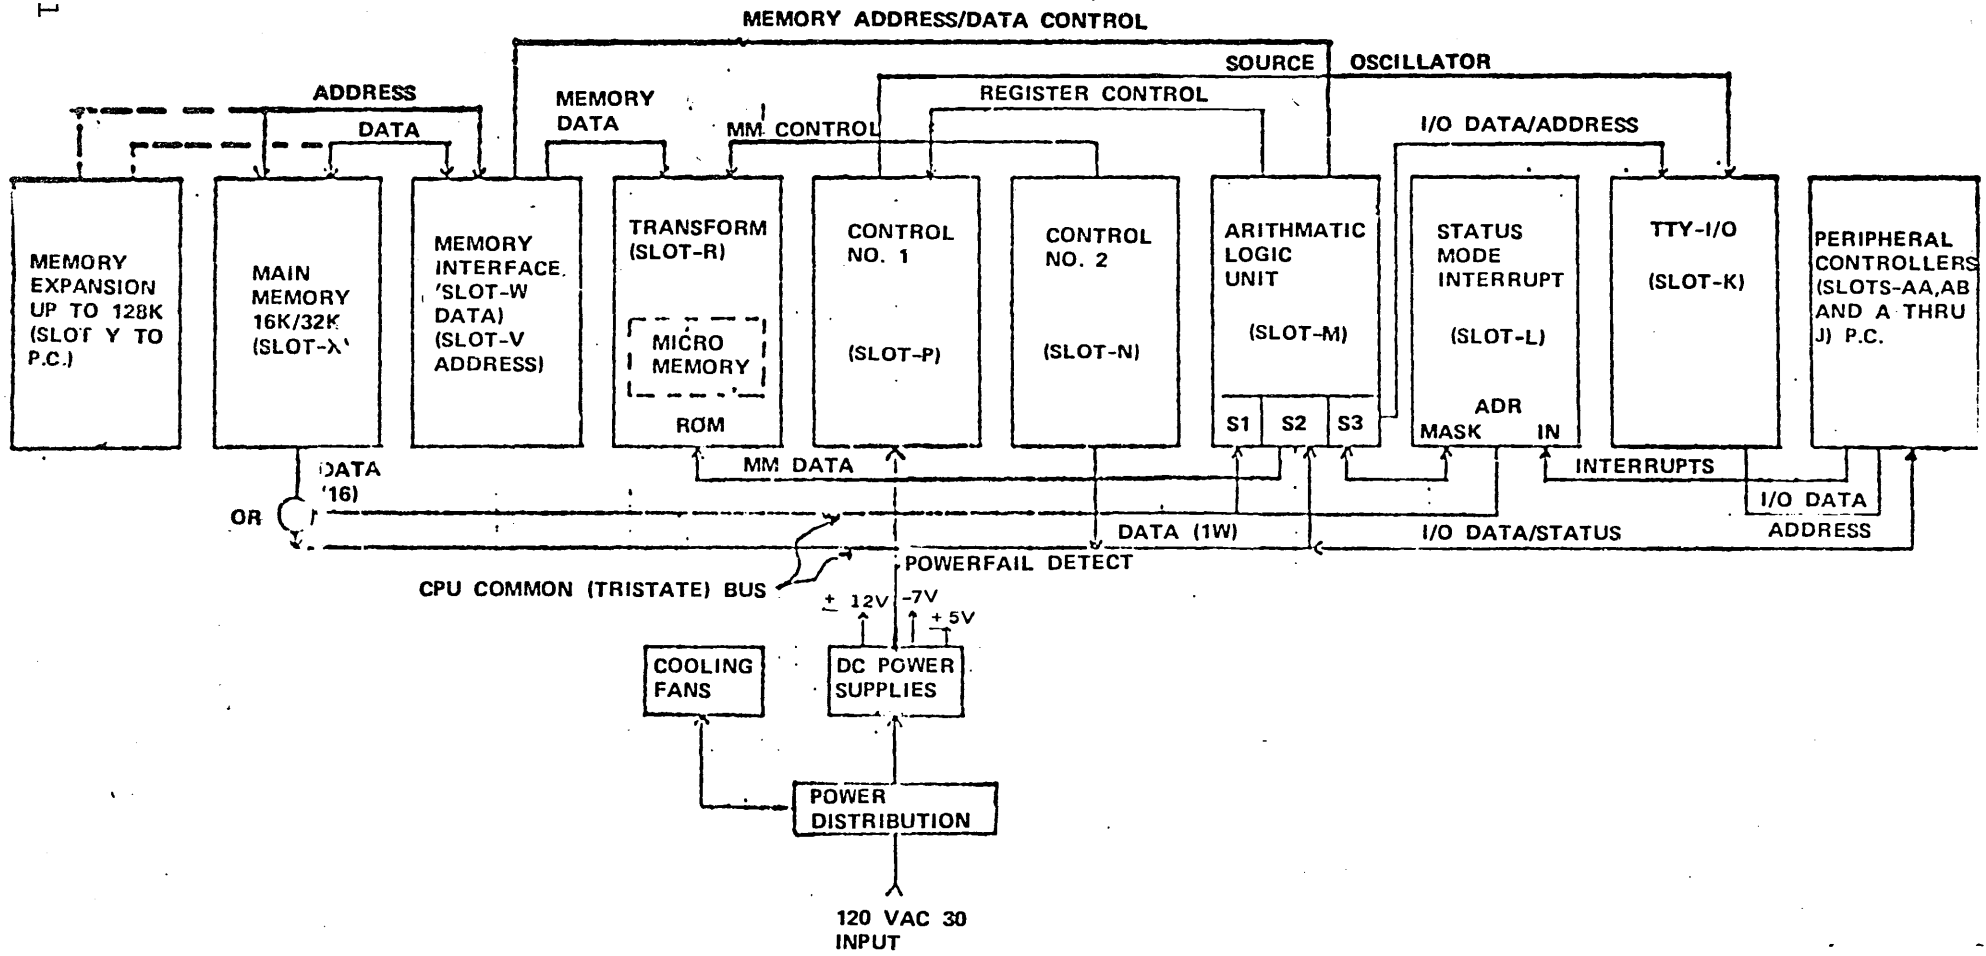 MEMORY ADDRESS/DATA CONTROL
SOURCE OSCILLATOR
ADDRESS
MEMORY
DATA
REGISTER CONTROL
DATA
MM CONTROL
I/O DATA/ADDRESS
MEMORY
EXPANSION
UP TO 128K
(SLOT Y TO
P.C.)
MAIN
MEMORY
16K/32K
MEMORY
INTERFACE
'SLOT-W
DATA)
(SLOT-V
ADDRESS)
TRANSFORM
(SLOT-R)
MICRO
MEMORY
ROM
CONTROL
NO. 1
(SLOT-P)
CONTROL
NO. 2
(SLOT-N)
ARITHMATIC
LOGIC
UNIT
(SLOT-M)
S1 S2 S3
STATUS
MODE
INTERRUPT
(SLOT-L)
ADR
MASK IN
TTY-I/O
(SLOT-K)
PERIPHERAL
CONTROLLERS
(SLOTS-AA,AB
AND A THRU
J) P.C.
DATA
'16)
MM DATA
INTERRUPTS
I/O DATA
ADDRESS
OR
DATA (1W)
I/O DATA/STATUS
POWERFAIL DETECT
CPU COMMON (TRISTATE) BUS
± 12V
-7V
± 5V
COOLING
FANS
DC POWER
SUPPLIES
POWER
DISTRIBUTION
120 VAC 30
INPUT